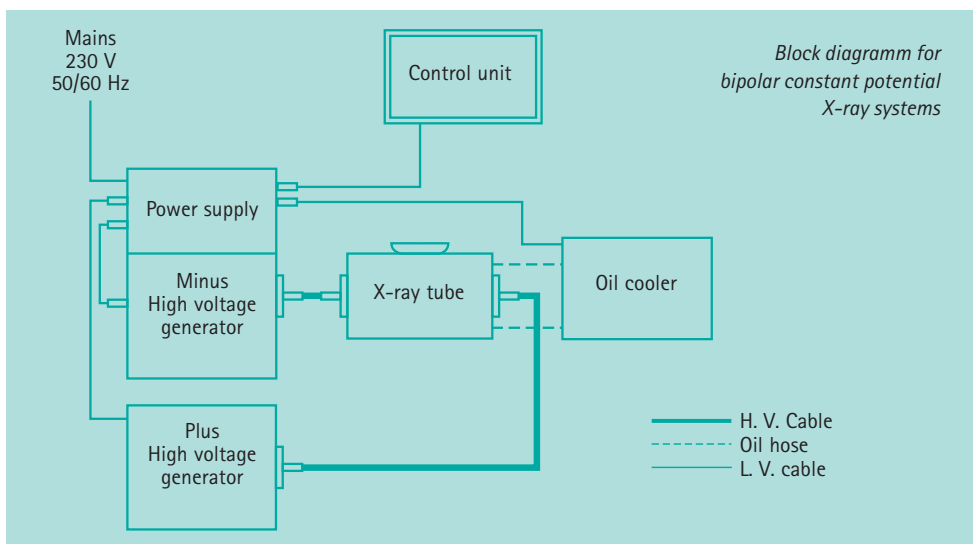 Mains
230 V
50/60 Hz
Control unit
Block diagramm for
bipolar constant potential
X-ray systems
Power supply
Minus
High voltage
generator
X-ray tube
Oil cooler
Plus
High voltage
generator
H. V. Cable
Oil hose
L. V. cable